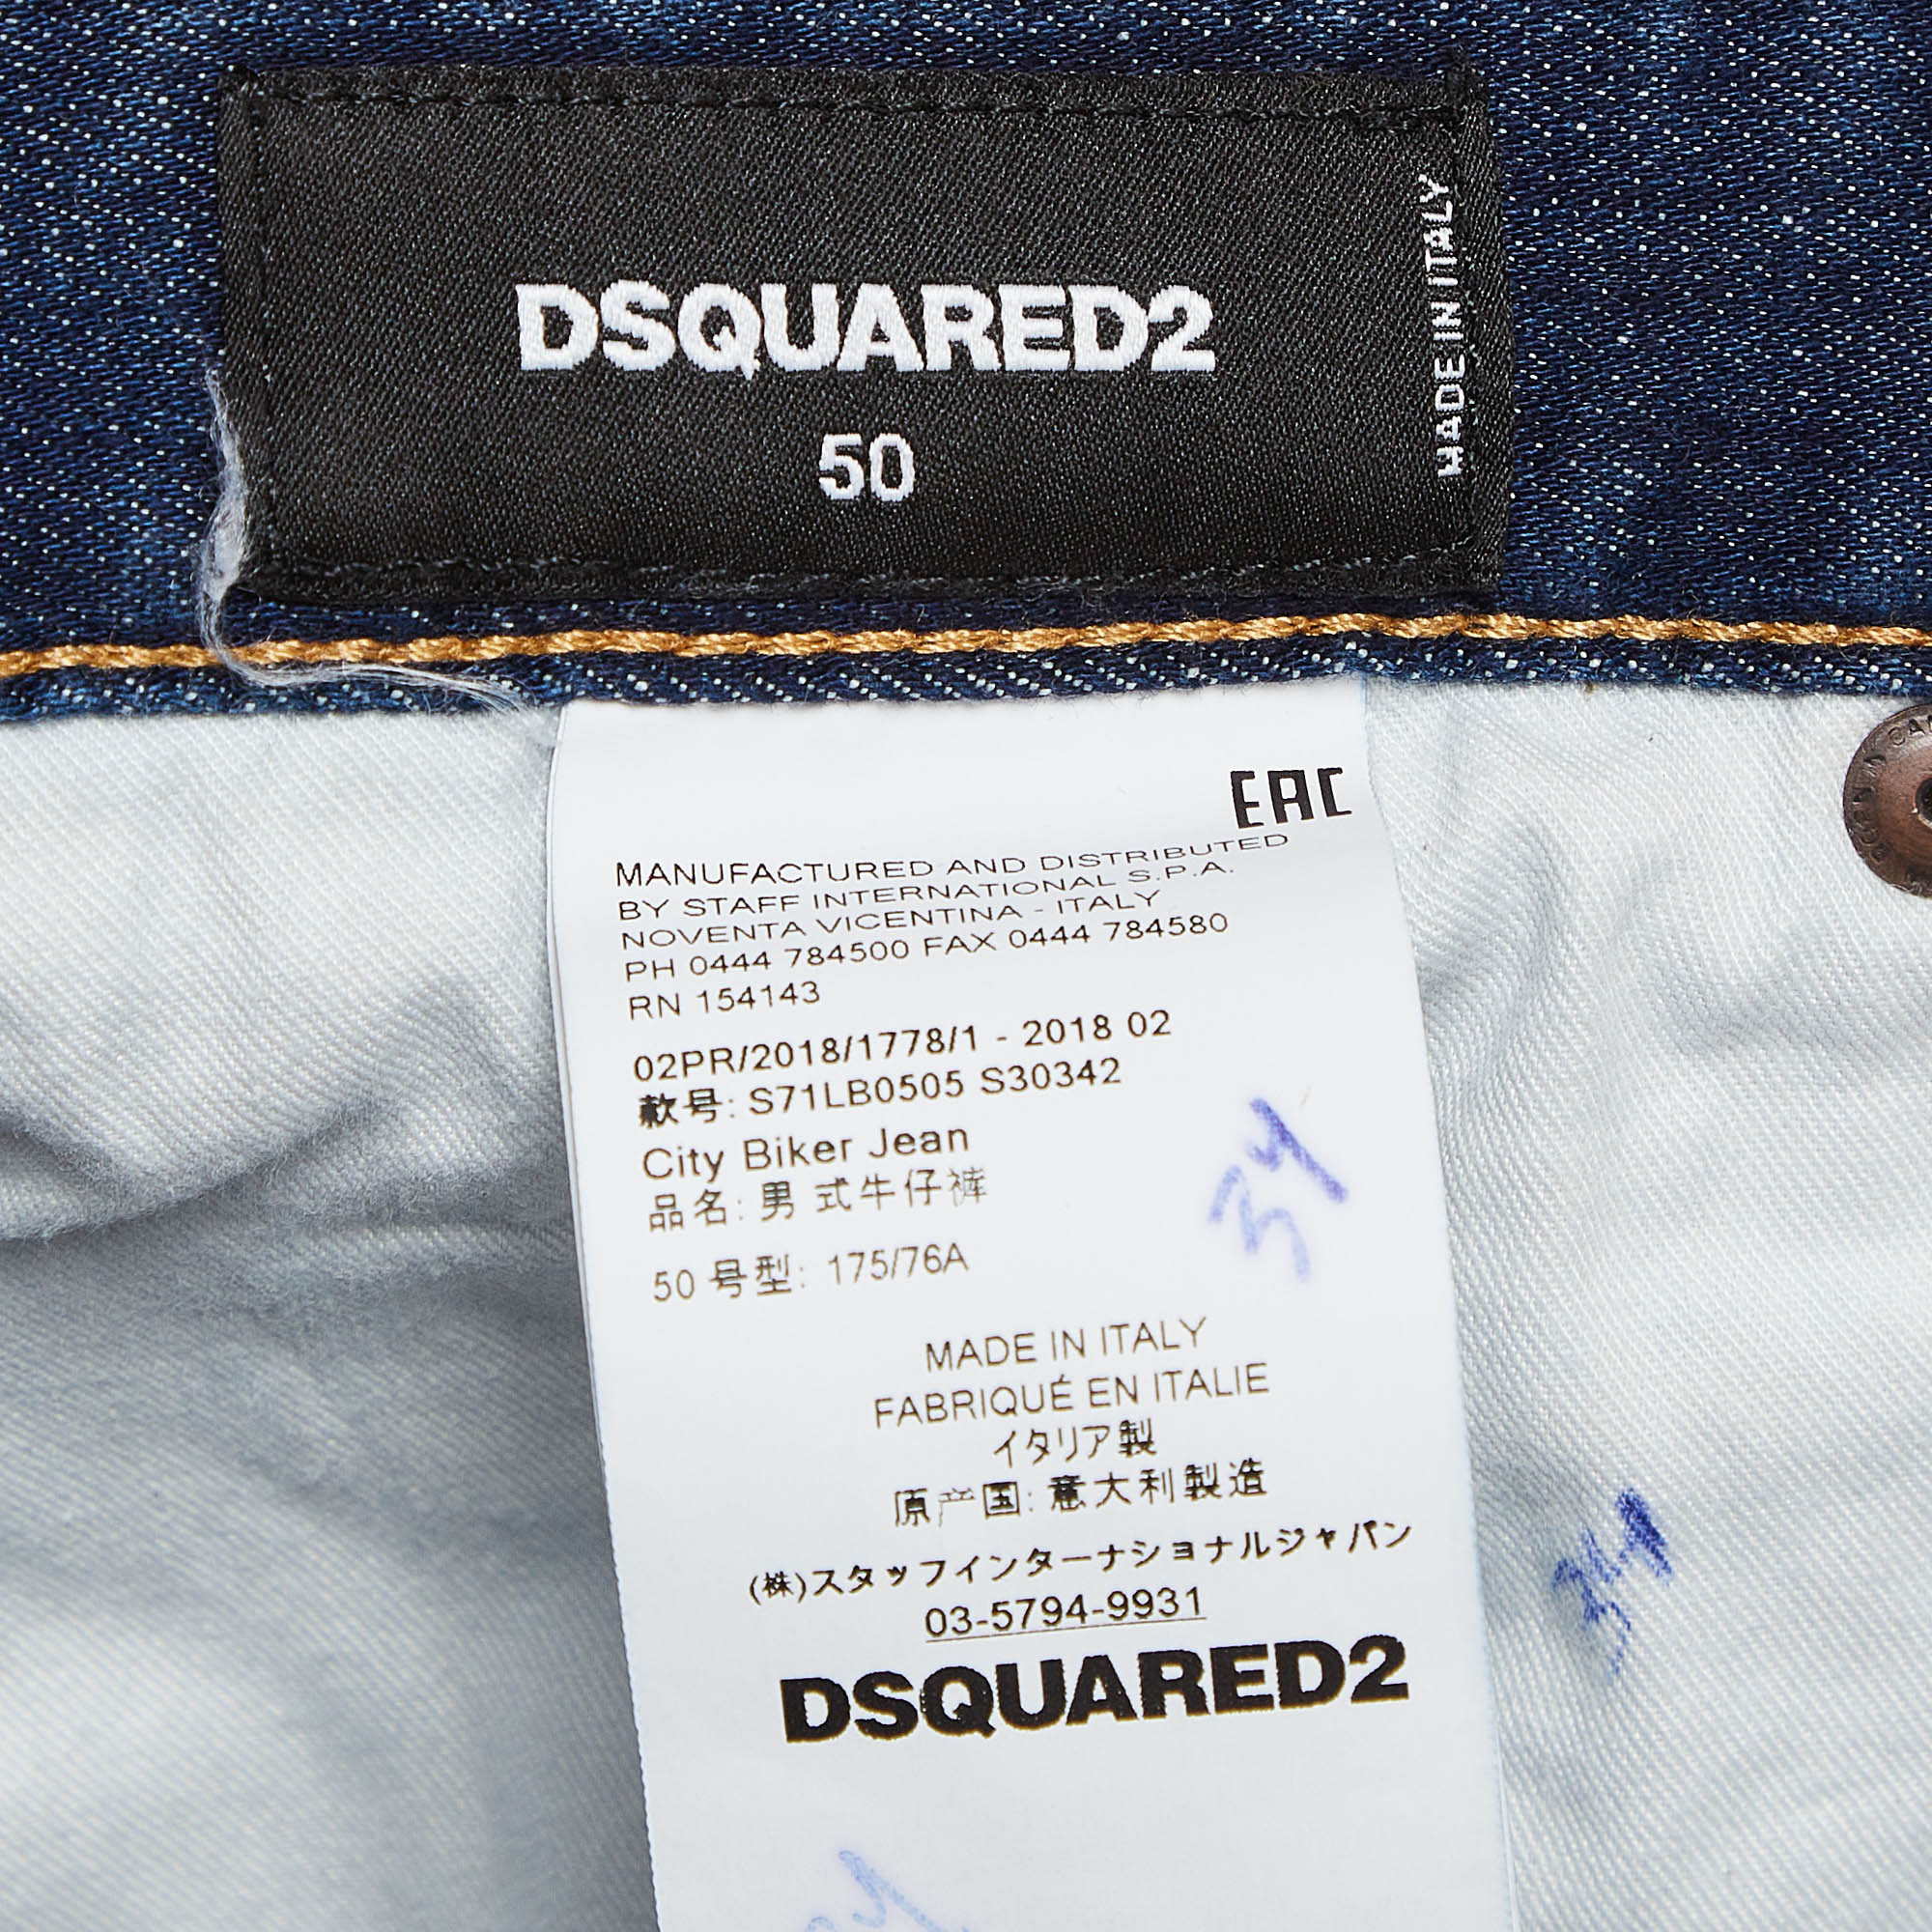 DSQUARED2
50
MADE IN ITALY
EAC
MANUFACTURED AND DISTRIBUTED
BY STAFF INTERNATIONAL S.P.A.
NOVENTA VICENTINA - ITALY
PH 0444 784500 FAX 0444 784580
RN 154143
02PR/2018/1778/1 - 2018 02
款号: S71LB0505 S30342
City Biker Jean
品名: 男 式牛仔裤
50 号型: 175/76A
34
MADE IN ITALY
FABRIQUÉ EN ITALIE
イタリア製
原产国: 意大利製造
(株)スタッフインターナショナルジャパン
03-5794-9931
34
DSQUARED2